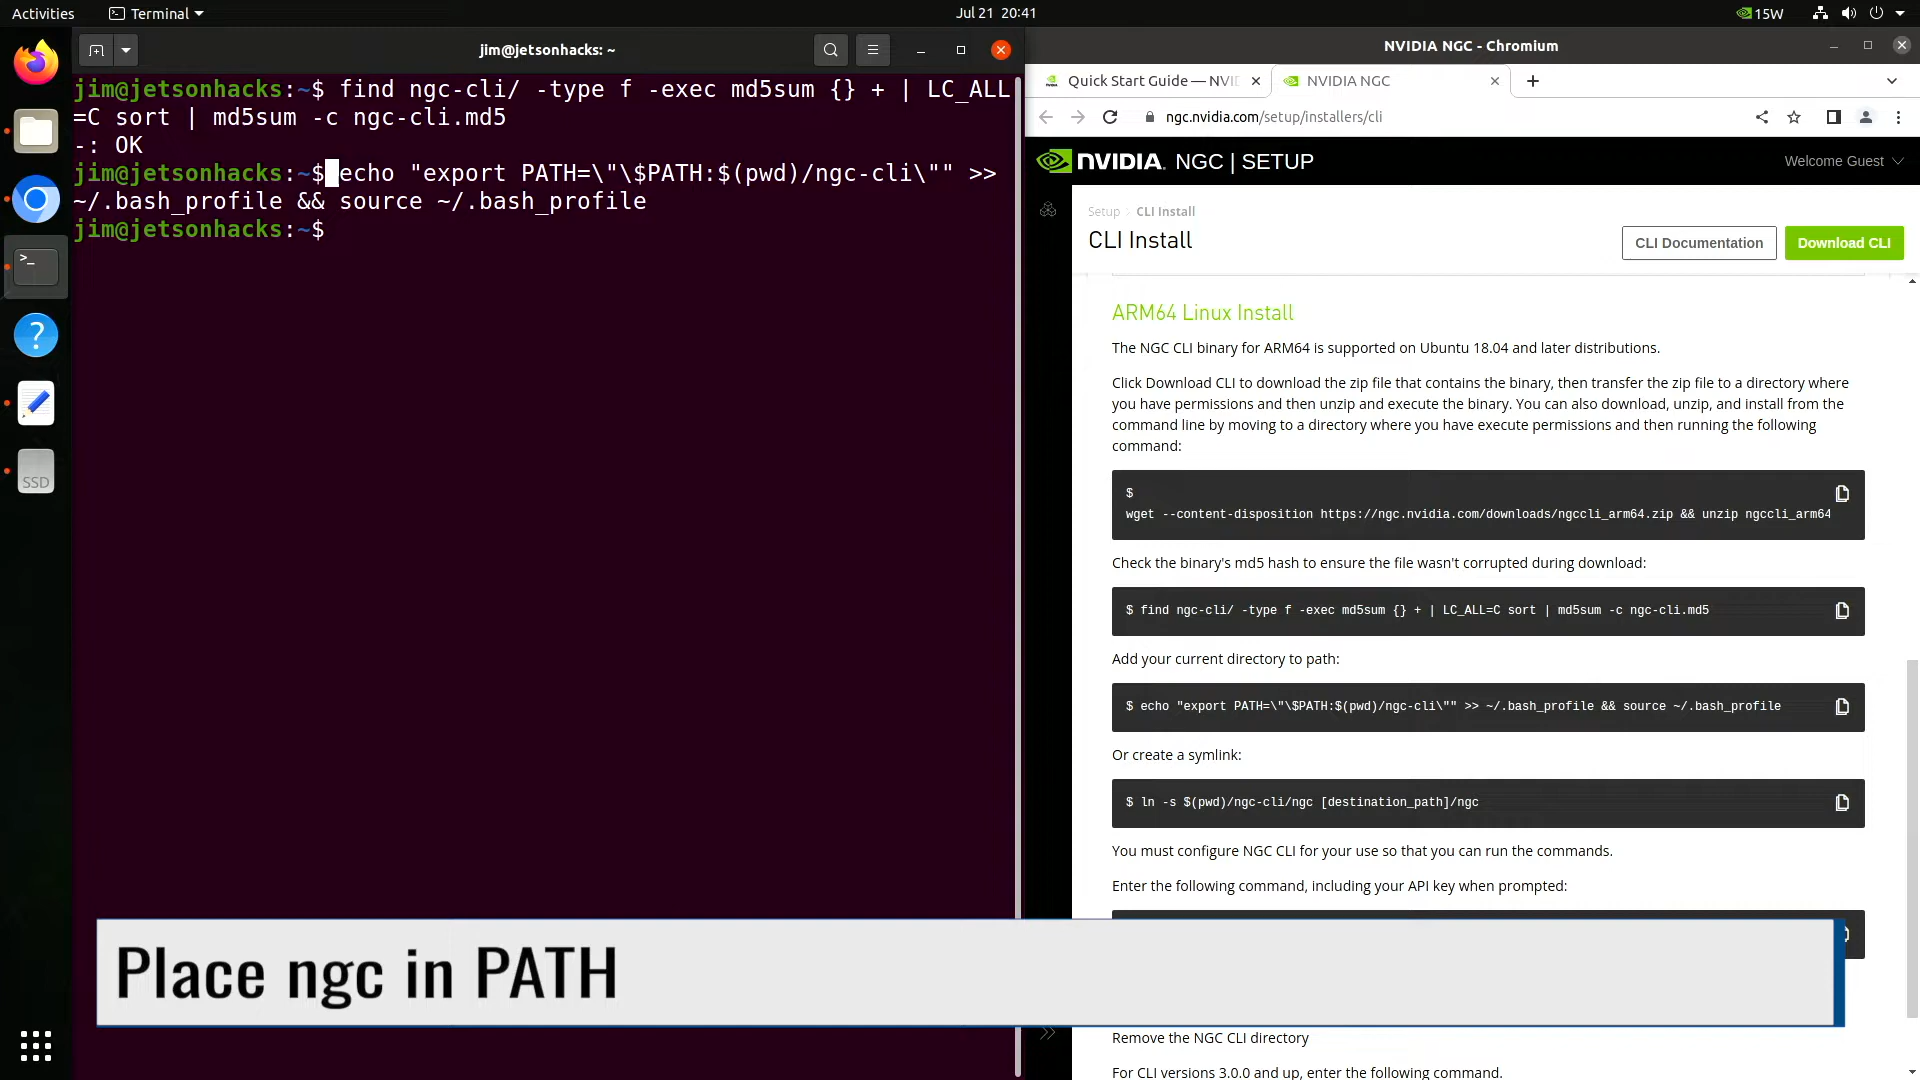 Activities
Terminal
Jul 21 20:41
15W
jim@jetsonhacks: ~
jim@jetsonhacks:~$ find ngc-cli/ -type f -exec md5sum {} + | LC_ALL
=C sort | md5sum -c ngc-cli.md5
-: OK
jim@jetsonhacks:~$ echo "export PATH=\"\$PATH:$(pwd)/ngc-cli\"" >>
~/.bash_profile && source ~/.bash_profile
jim@jetsonhacks:~$
SSD
NVIDIA NGC - Chromium
Quick Start Guide — NVI
NVIDIA NGC
ngc.nvidia.com/setup/installers/cli
NVIDIA. NGC | SETUP
Welcome Guest
Setup > CLI Install
CLI Install
CLI Documentation
Download CLI
ARM64 Linux Install
The NGC CLI binary for ARM64 is supported on Ubuntu 18.04 and later distributions.
Click Download CLI to download the zip file that contains the binary, then transfer the zip file to a directory where
you have permissions and then unzip and execute the binary. You can also download, unzip, and install from the
command line by moving to a directory where you have execute permissions and then running the following
command:
$
wget --content-disposition https://ngc.nvidia.com/downloads/ngccli_arm64.zip && unzip ngccli_arm64
Check the binary's md5 hash to ensure the file wasn't corrupted during download:
$ find ngc-cli/ -type f -exec md5sum {} + | LC_ALL=C sort | md5sum -c ngc-cli.md5
Add your current directory to path:
$ echo "export PATH=\"\$PATH:$(pwd)/ngc-cli\"" >> ~/.bash_profile && source ~/.bash_profile
Or create a symlink:
$ ln -s $(pwd)/ngc-cli/ngc [destination_path]/ngc
You must configure NGC CLI for your use so that you can run the commands.
Enter the following command, including your API key when prompted:
Place ngc in PATH
Remove the NGC CLI directory
For CLI versions 3.0.0 and up, enter the following command.